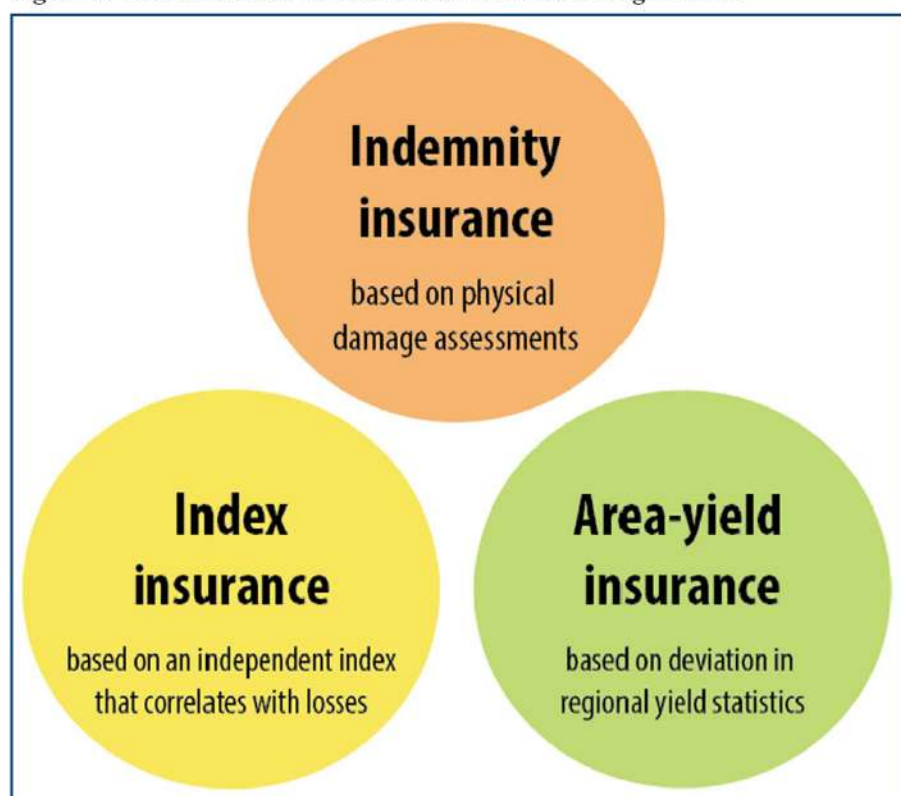 Indemnity
insurance
based on physical
damage assessments
Index
insurance
based on an independent index
that correlates with losses
Area-yield
insurance
based on deviation in
regional yield statistics